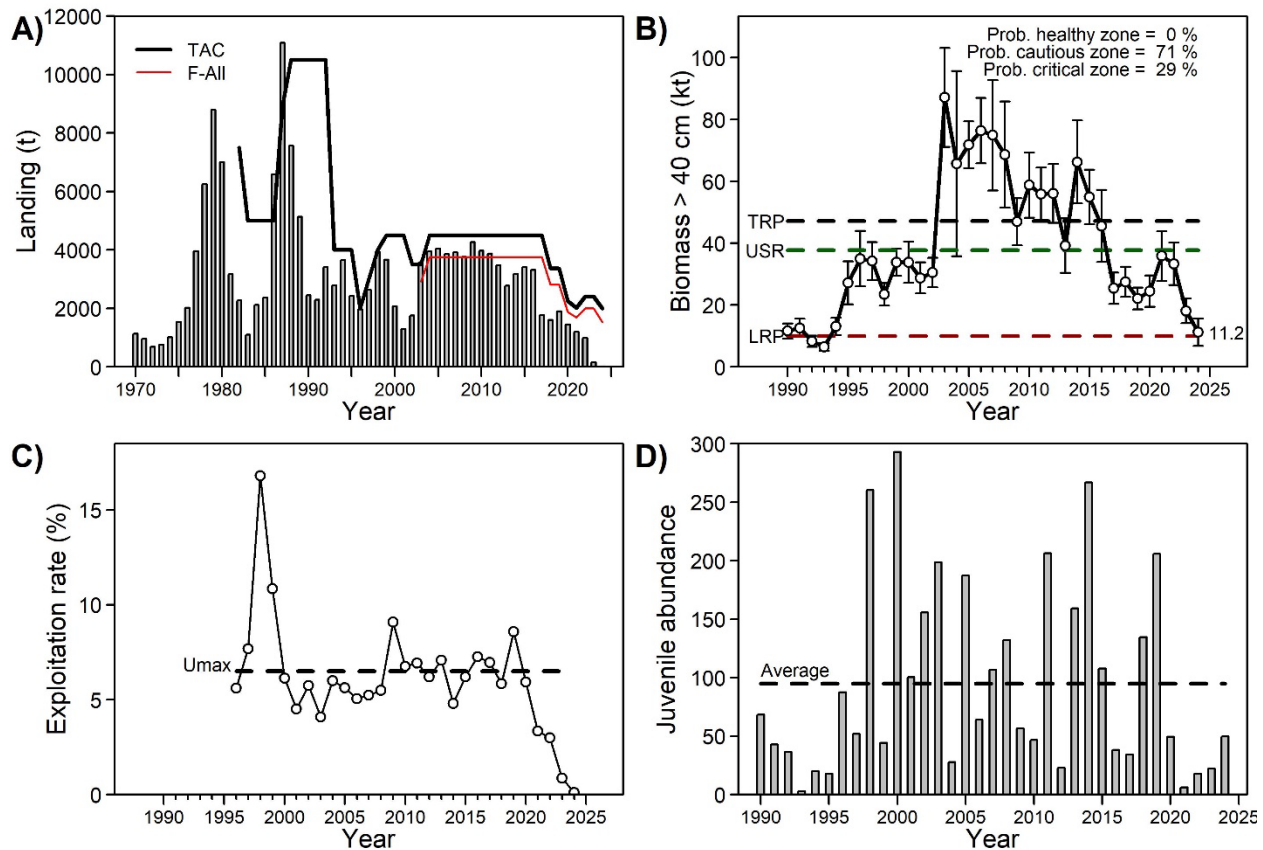 A)
TAC
F-All
Landing (t)
12000
10000
8000
6000
4000
2000
0
1970
1980
1990
2000
2010
2020
Year
B)
Prob. healthy zone = 0 %
Prob. cautious zone = 71 %
Prob. critical zone = 29 %
Biomass > 40 cm (kt)
100
80
60
40
20
0
TRP
USR
LRP
11.2
1990
1995
2000
2005
2010
2015
2020
2025
Year
C)
Exploitation rate (%)
15
10
5
0
Umax
1990
1995
2000
2005
2010
2015
2020
2025
Year
D)
Juvenile abundance
300
250
200
150
100
50
0
Average
1990
1995
2000
2005
2010
2015
2020
2025
Year